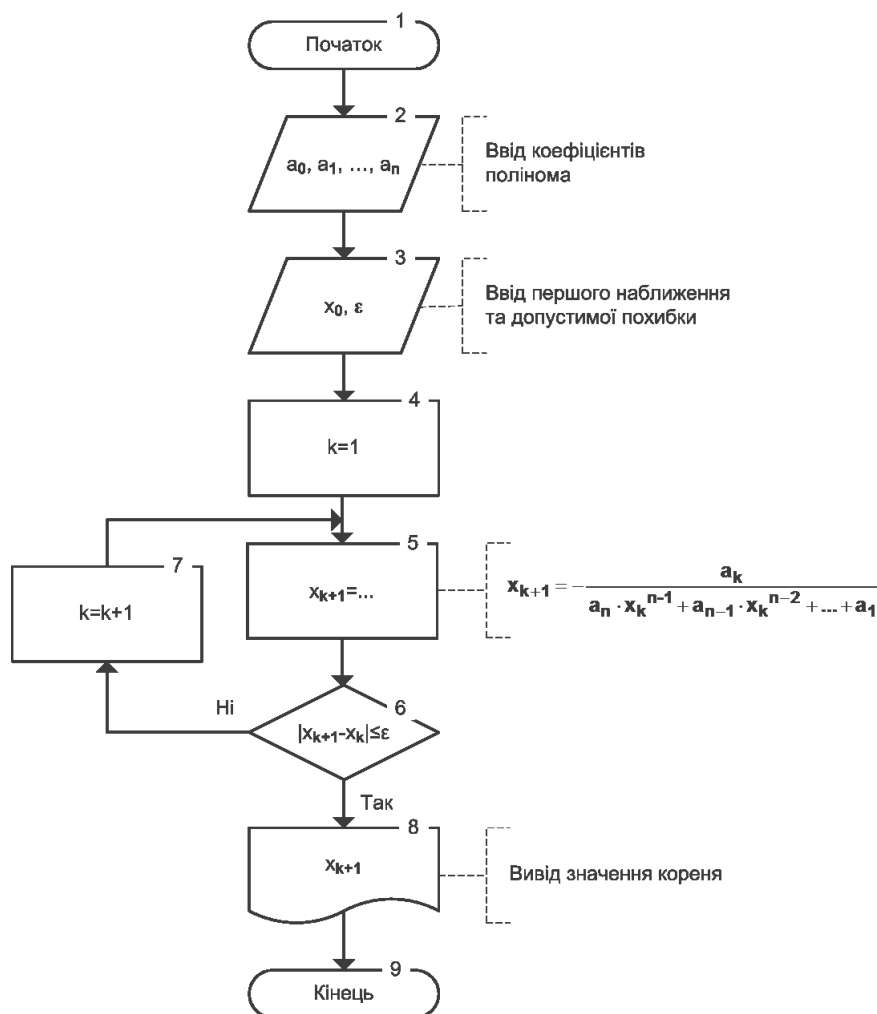 1
Початок
2
a₀, a₁, ..., aₙ
Ввід коефіцієнтів
полінома
3
x₀, ε
Ввід першого наближення
та допустимої похибки
4
k=1
5
xₖ₊₁=...
xₖ₊₁ = - aₖ / (aₙ · xₖⁿ⁻¹ + aₙ₋₁ · xₖⁿ⁻² + ... + a₁)
7
k=k+1
Ні
6
|xₖ₊₁-xₖ|≤ε
Так
8
xₖ₊₁
Вивід значення кореня
9
Кінець